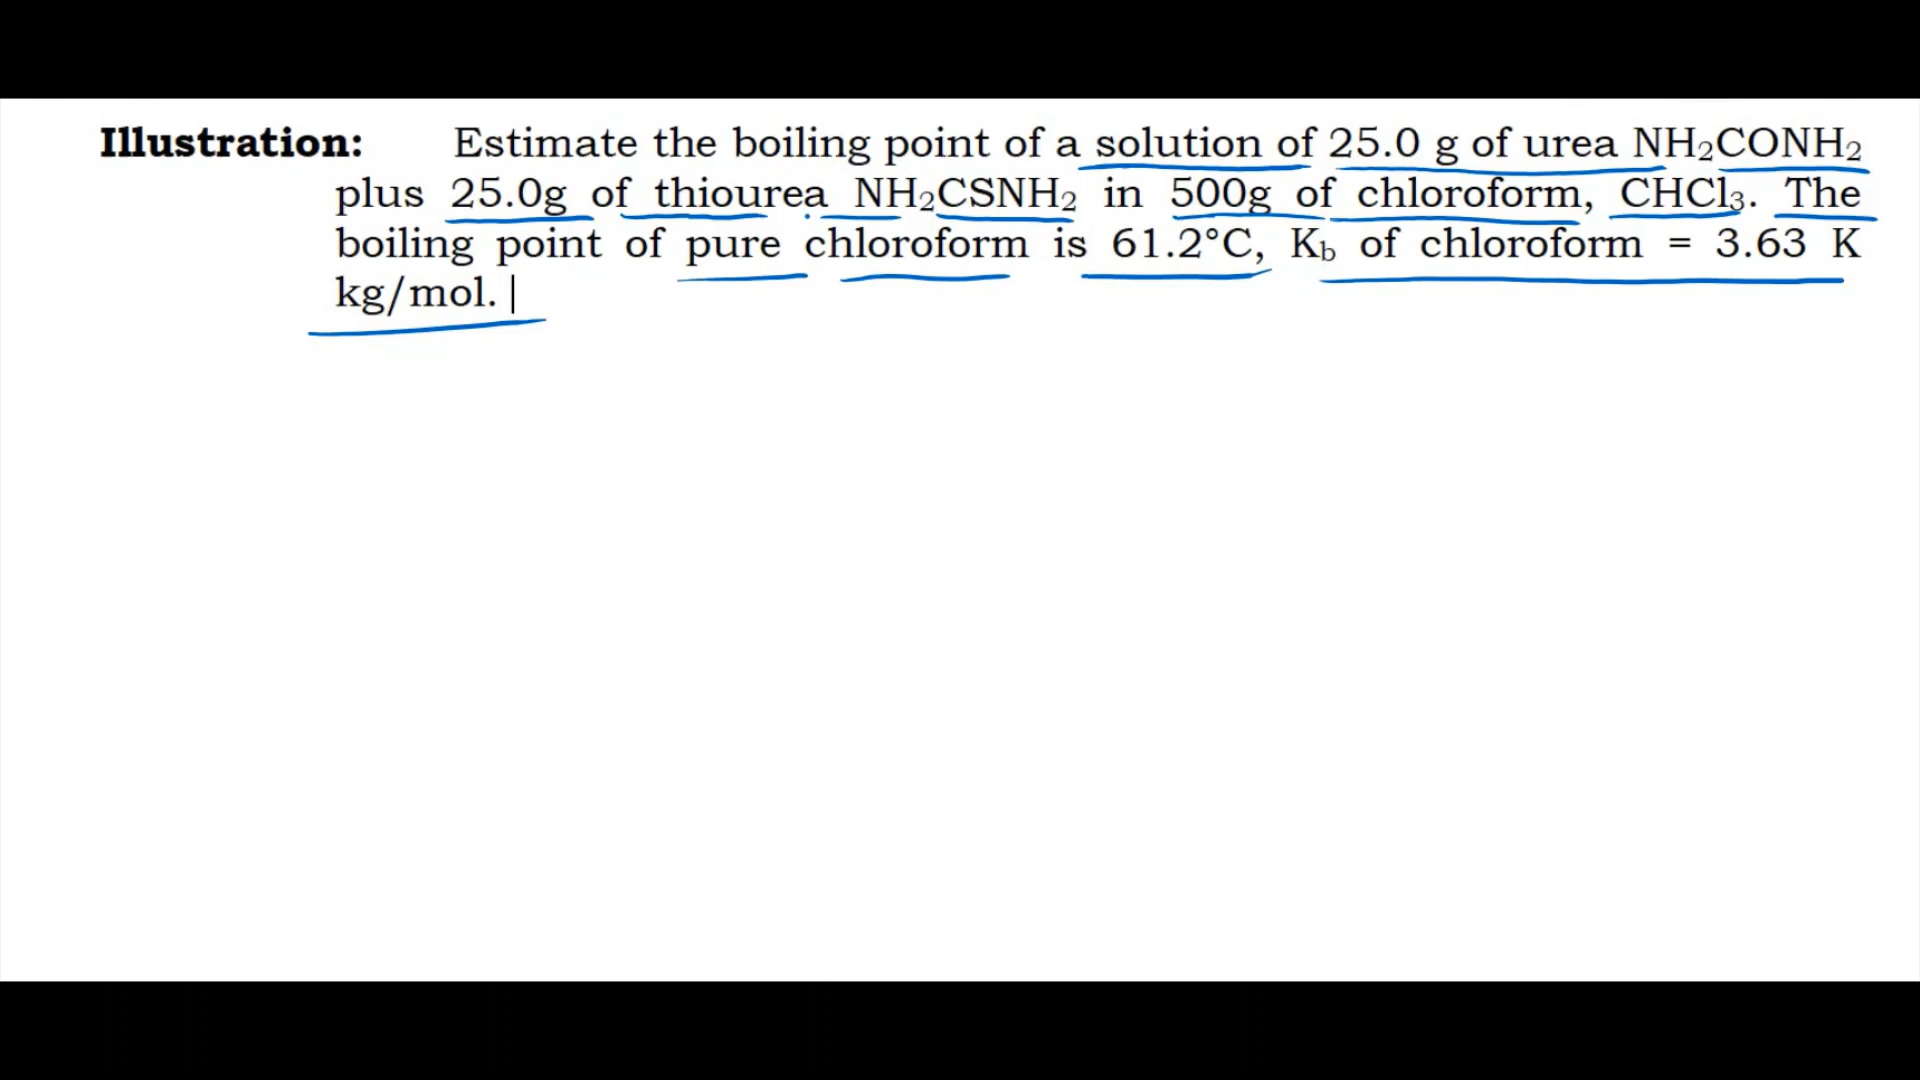 Illustration: Estimate the boiling point of a solution of 25.0 g of urea NH₂CONH₂
plus 25.0g of thiourea NH₂CSNH₂ in 500g of chloroform, CHCl₃. The
boiling point of pure chloroform is 61.2°C, K_b of chloroform = 3.63 K
kg/mol.